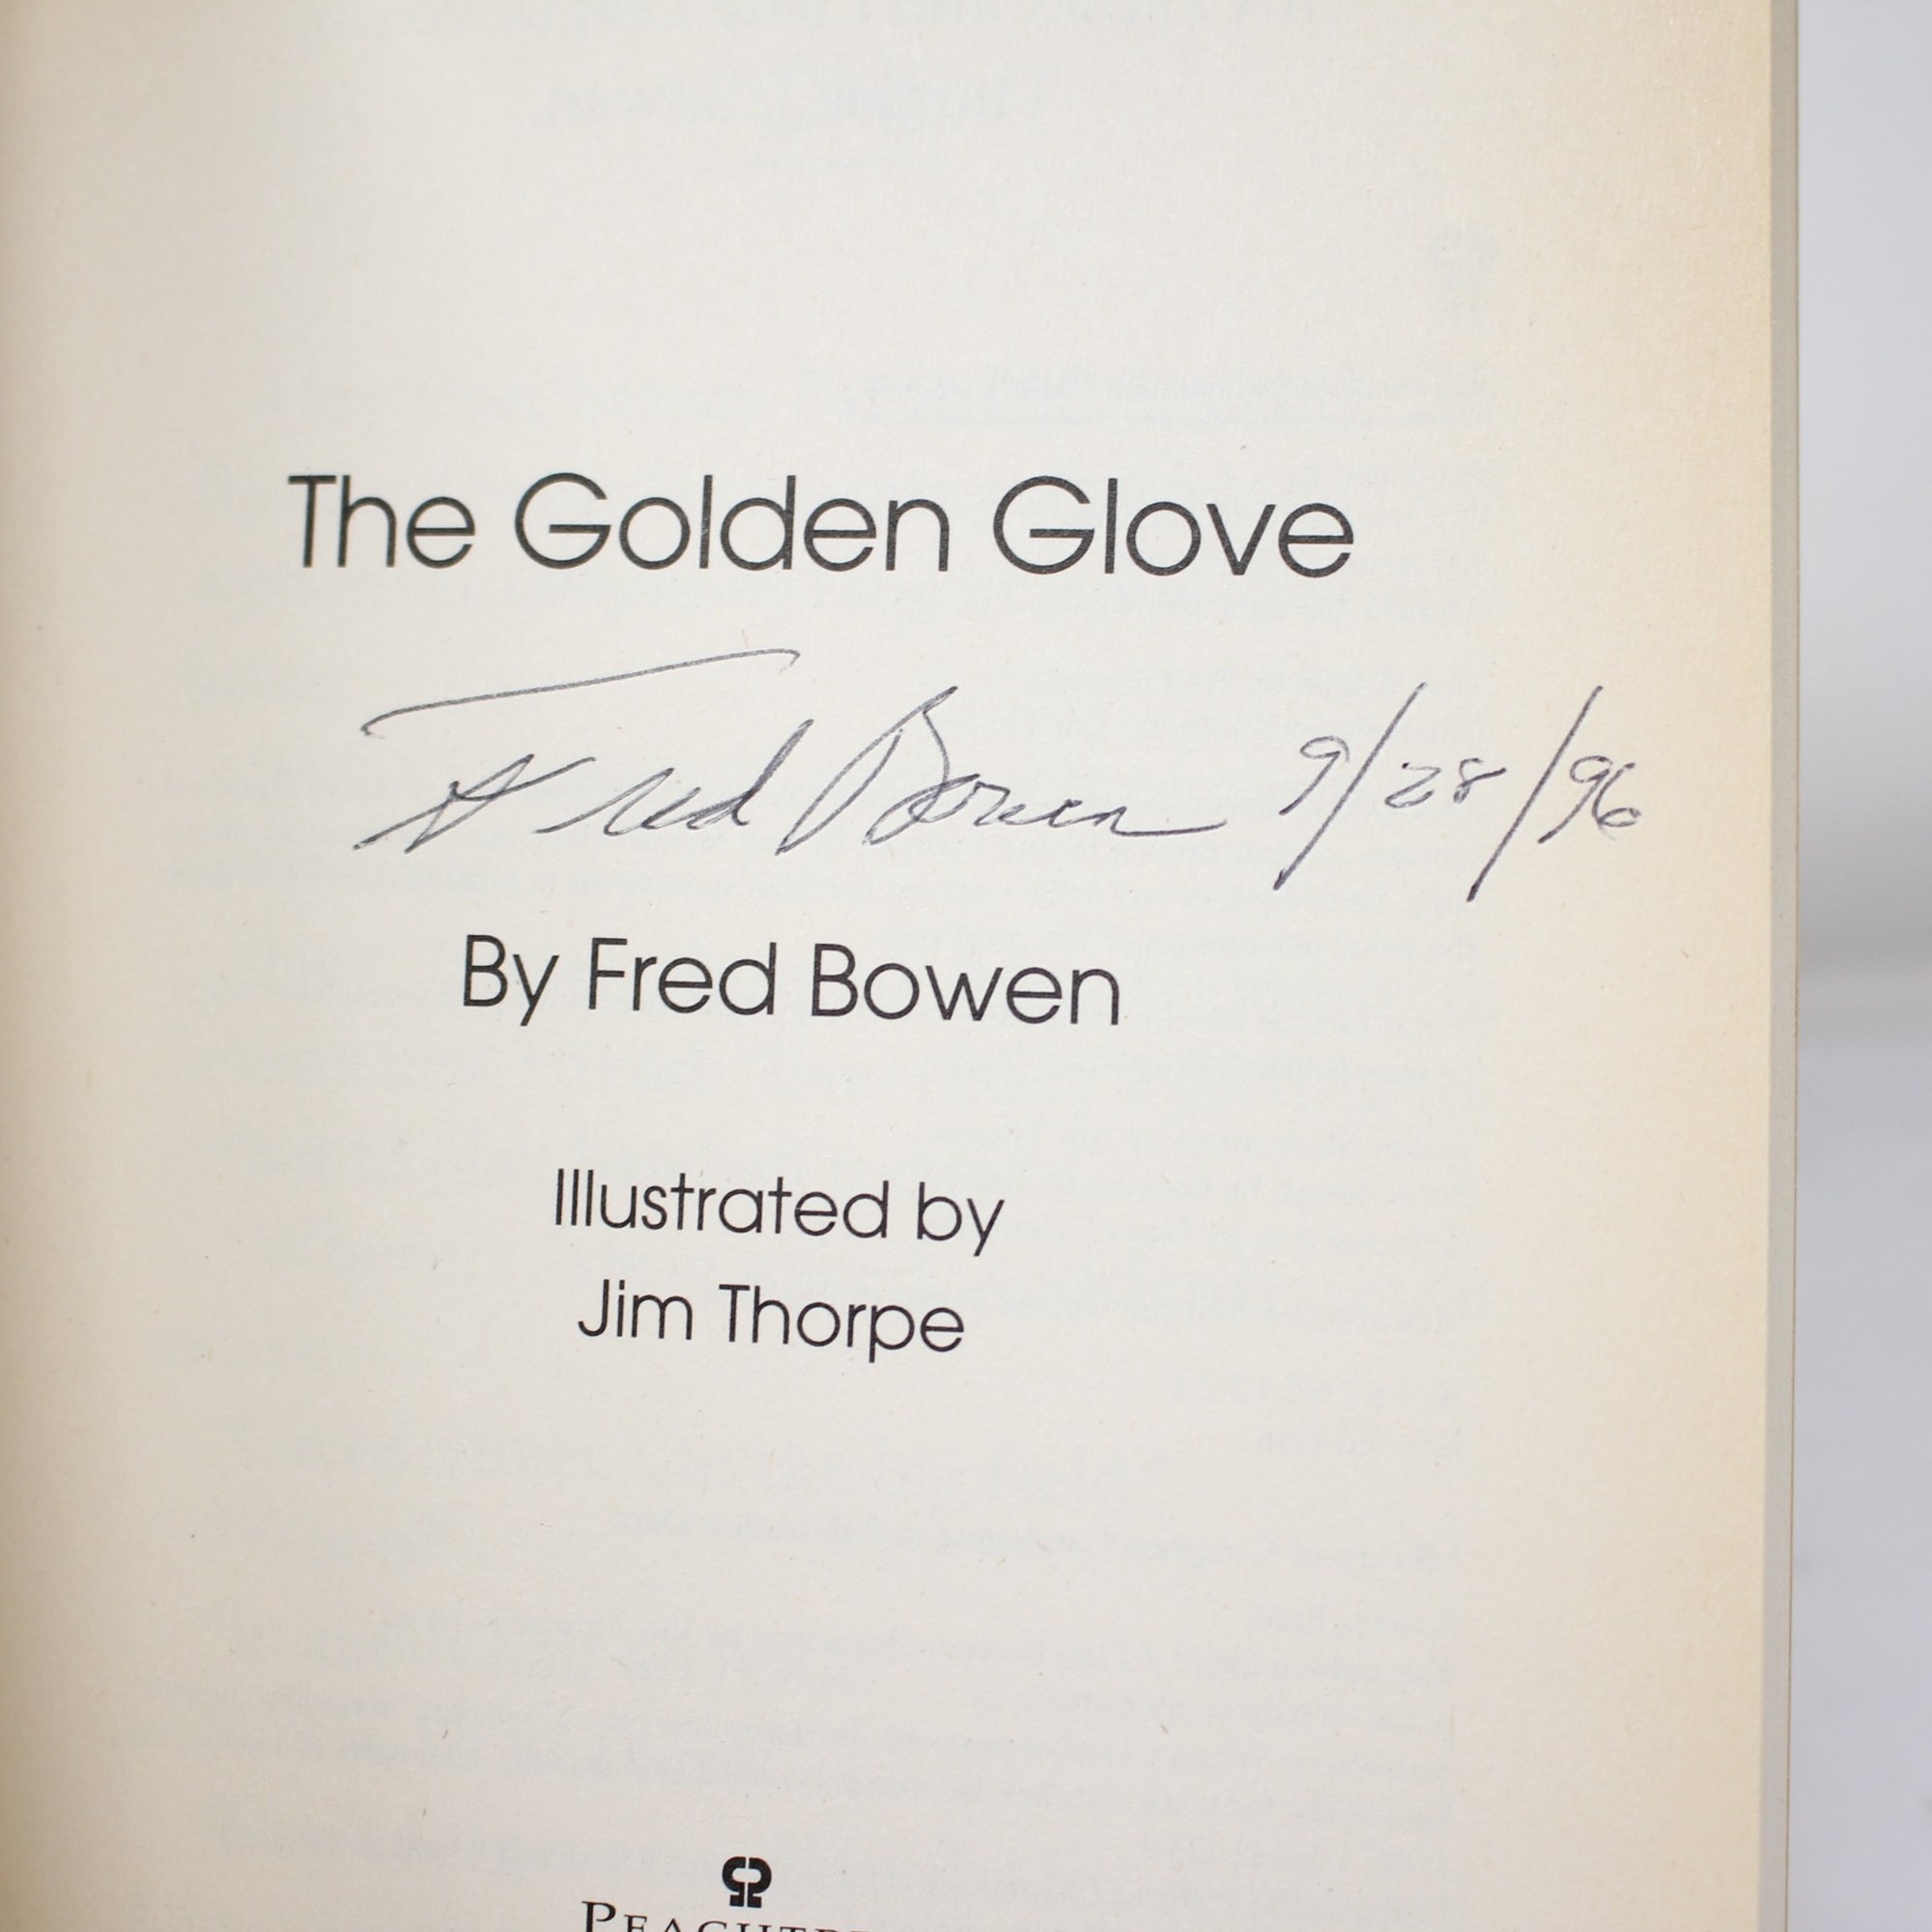 The Golden Glove
Fred Bowen 9/28/96
By Fred Bowen
Illustrated by
Jim Thorpe